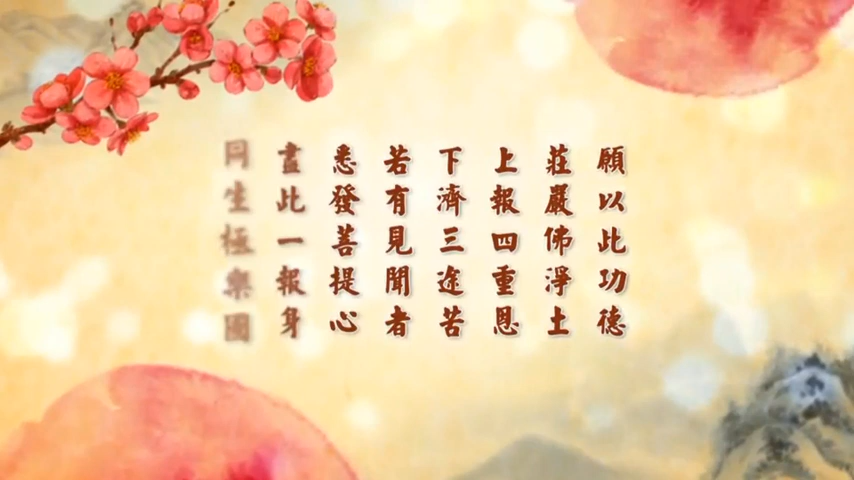 願以此功德
莊嚴佛淨土
上報四重恩
下濟三途苦
若有見聞者
悉發菩提心
盡此一報身
同生極樂國